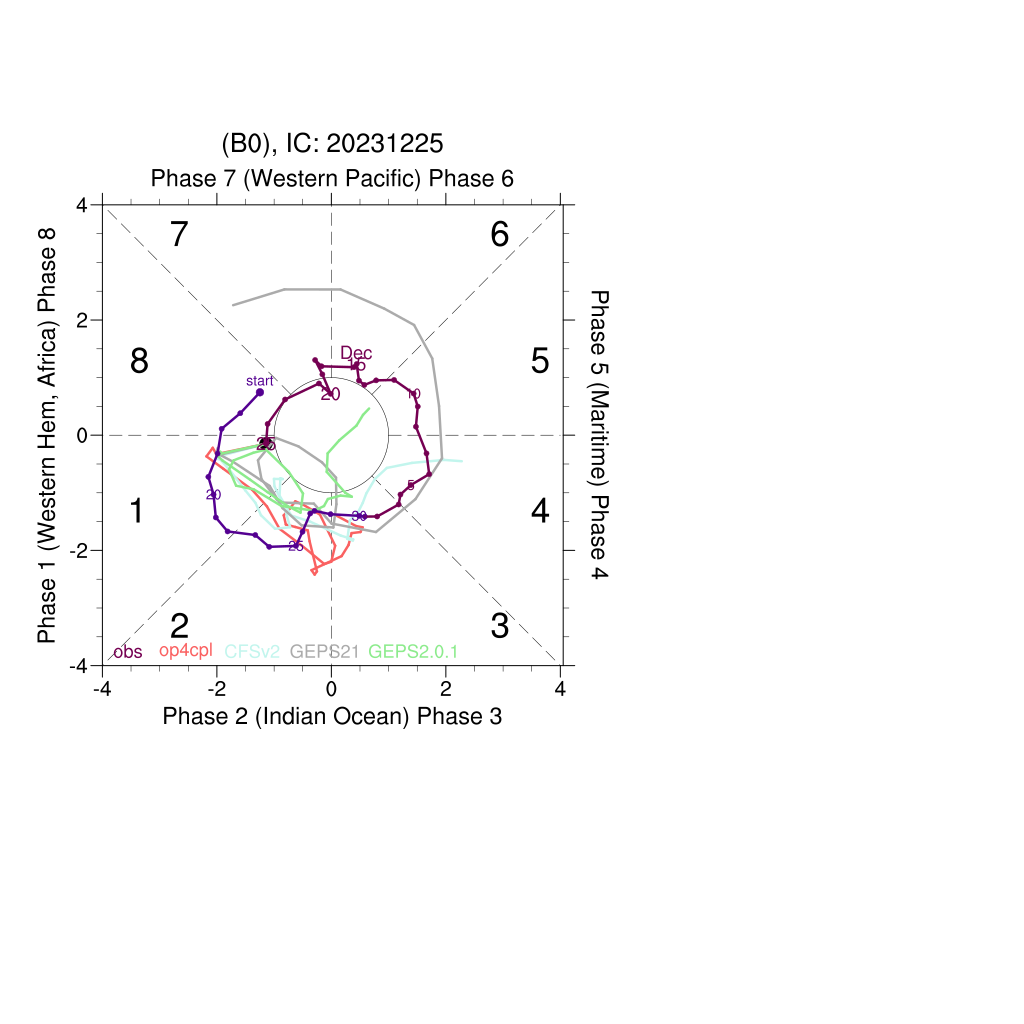 (B0), IC: 20231225
Phase 7 (Western Pacific) Phase 6
4
2
0
-2
-4
Phase 1 (Western Hem, Africa) Phase 8
7
6
8
5
1
4
2
3
Dec
15
start
10
20
25
5
20
30
25
obs op4cpl CFSv2 GEPS21 GEPS2.0.1
Phase 5 (Maritime) Phase 4
-4 -2 0 2 4
Phase 2 (Indian Ocean) Phase 3